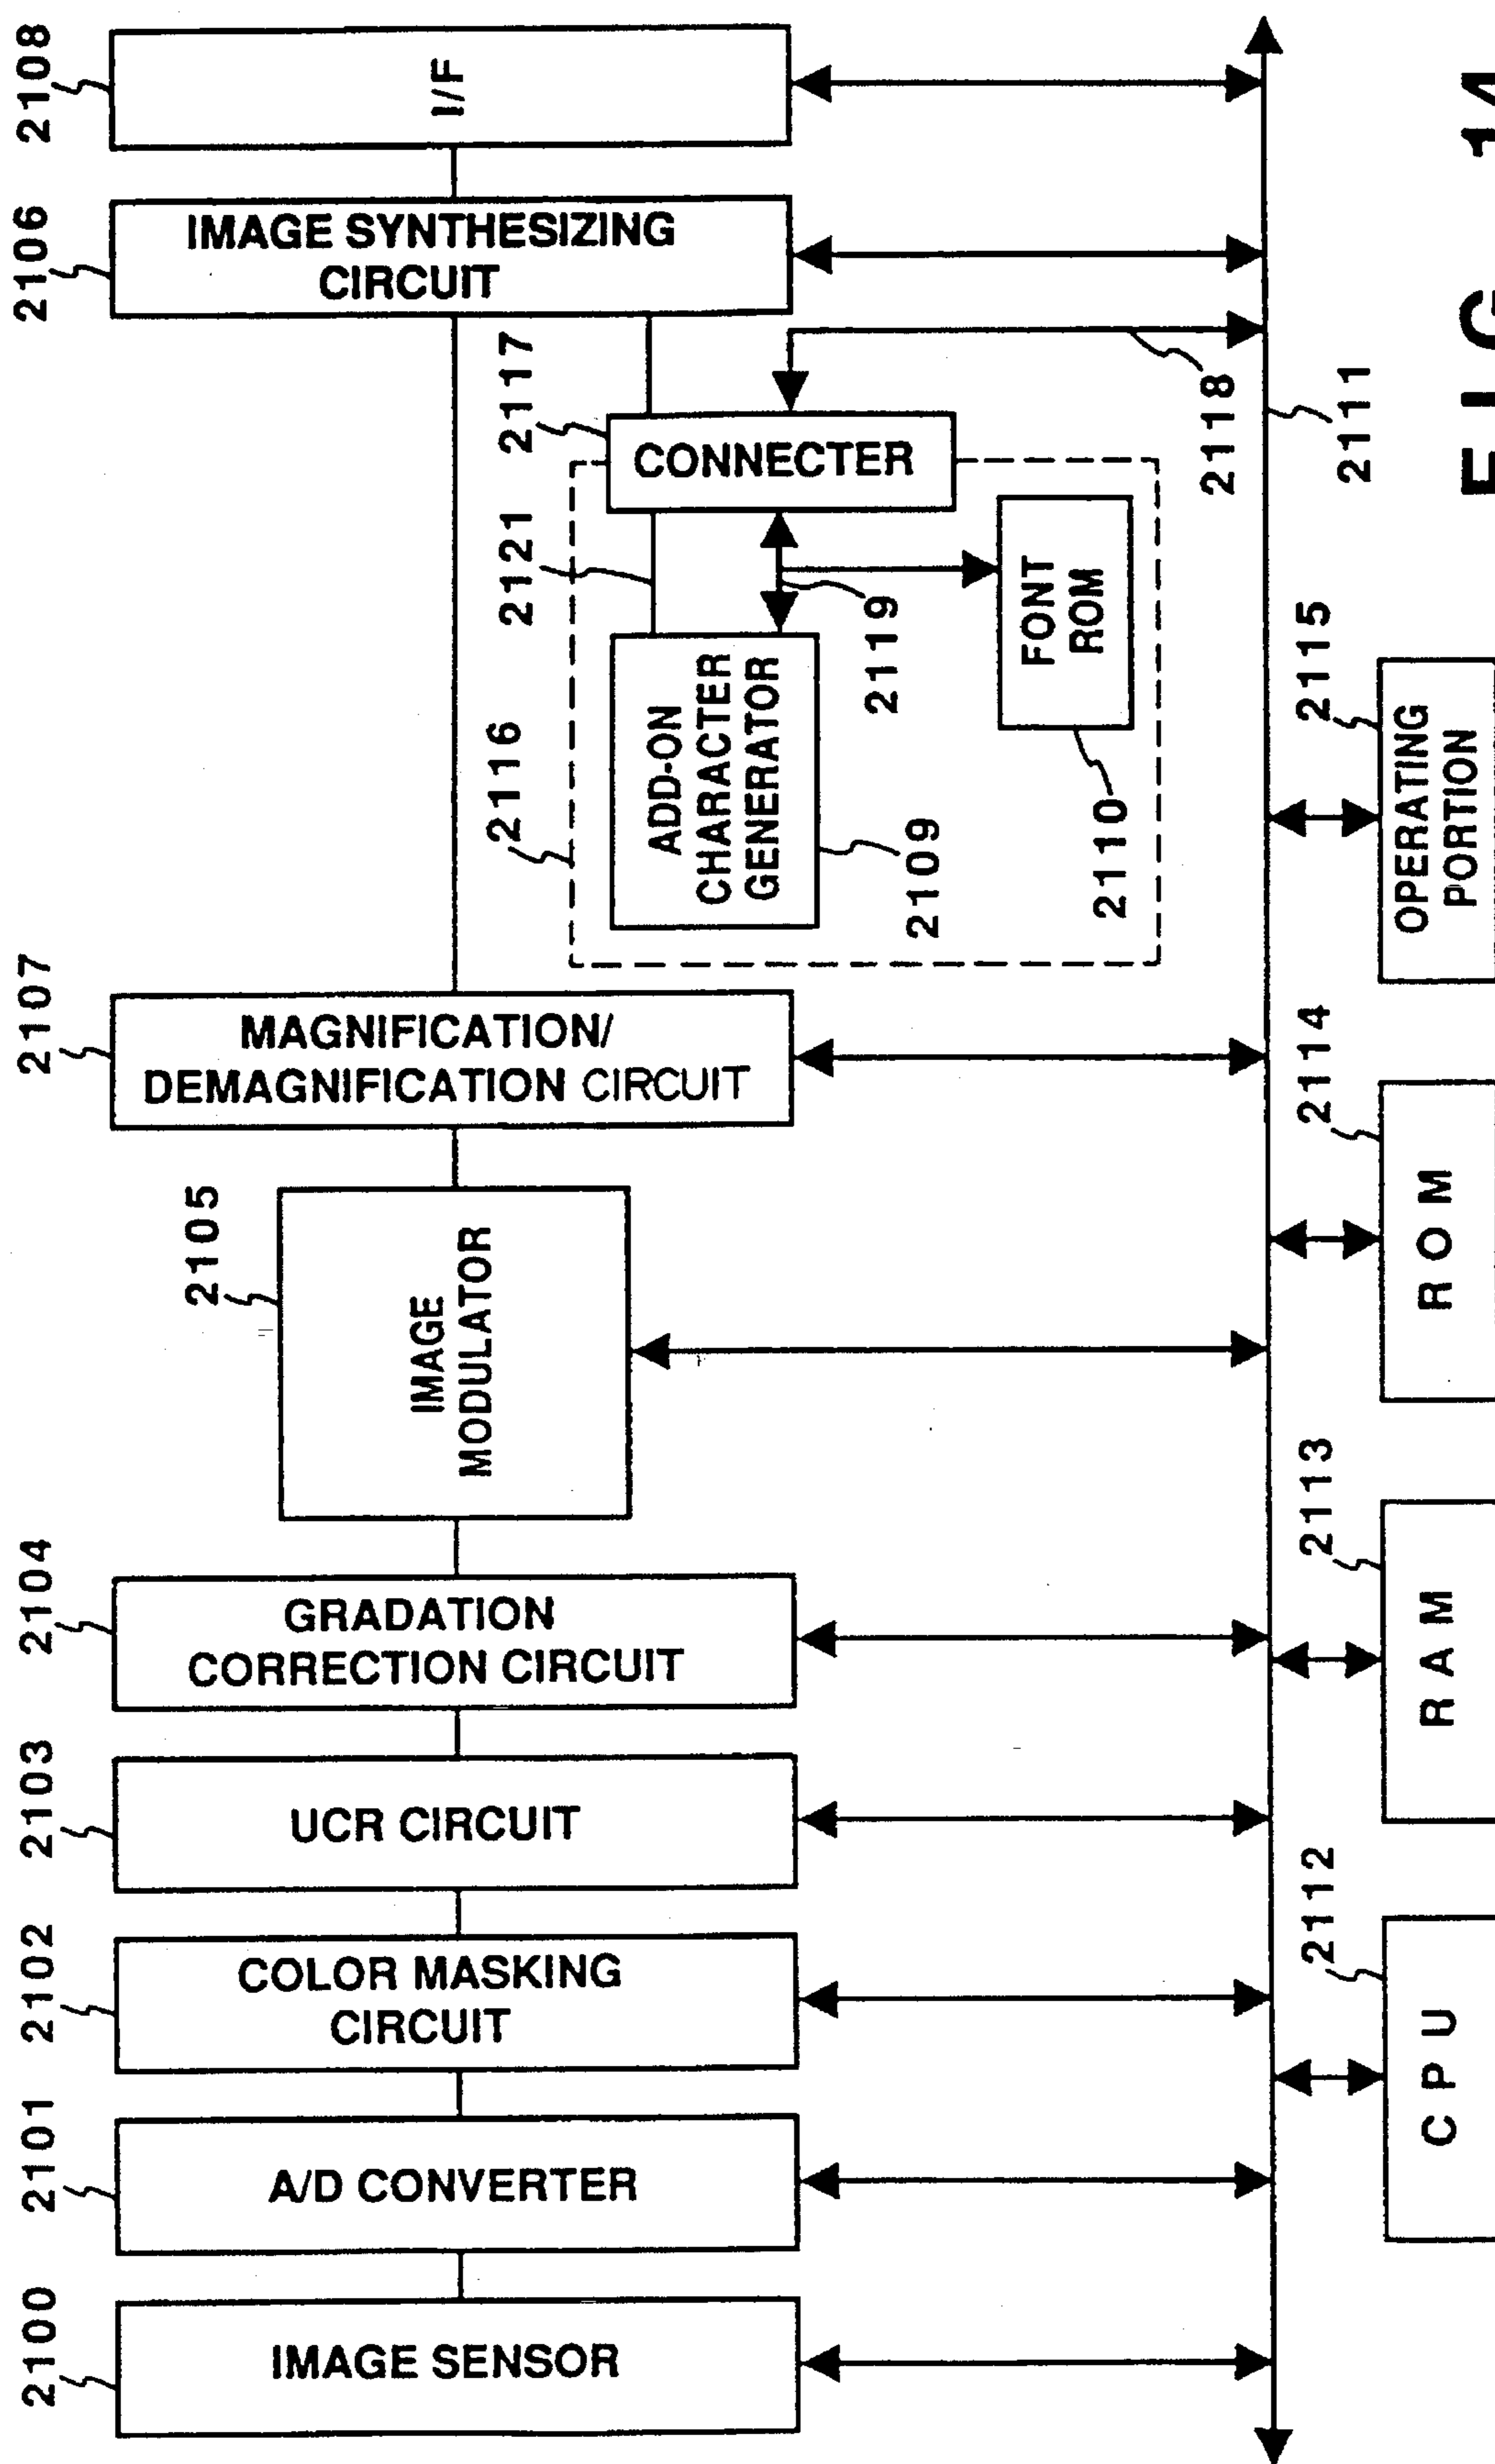 2100
IMAGE SENSOR
2101
A/D CONVERTER
2102
COLOR MASKING
CIRCUIT
2103
UCR CIRCUIT
2104
GRADATION
CORRECTION CIRCUIT
2105
IMAGE
MODULATOR
2107
MAGNIFICATION/
DEMAGNIFICATION CIRCUIT
2116
2121
2117
CONNECTER
ADD-ON
CHARACTER
GENERATOR
2109
2119
FONT
ROM
2110
2106
IMAGE SYNTHESIZING
CIRCUIT
2108
I/F
2118
2111
2112
CPU
2113
RAM
2114
ROM
2115
OPERATING
PORTION
FIG. 14